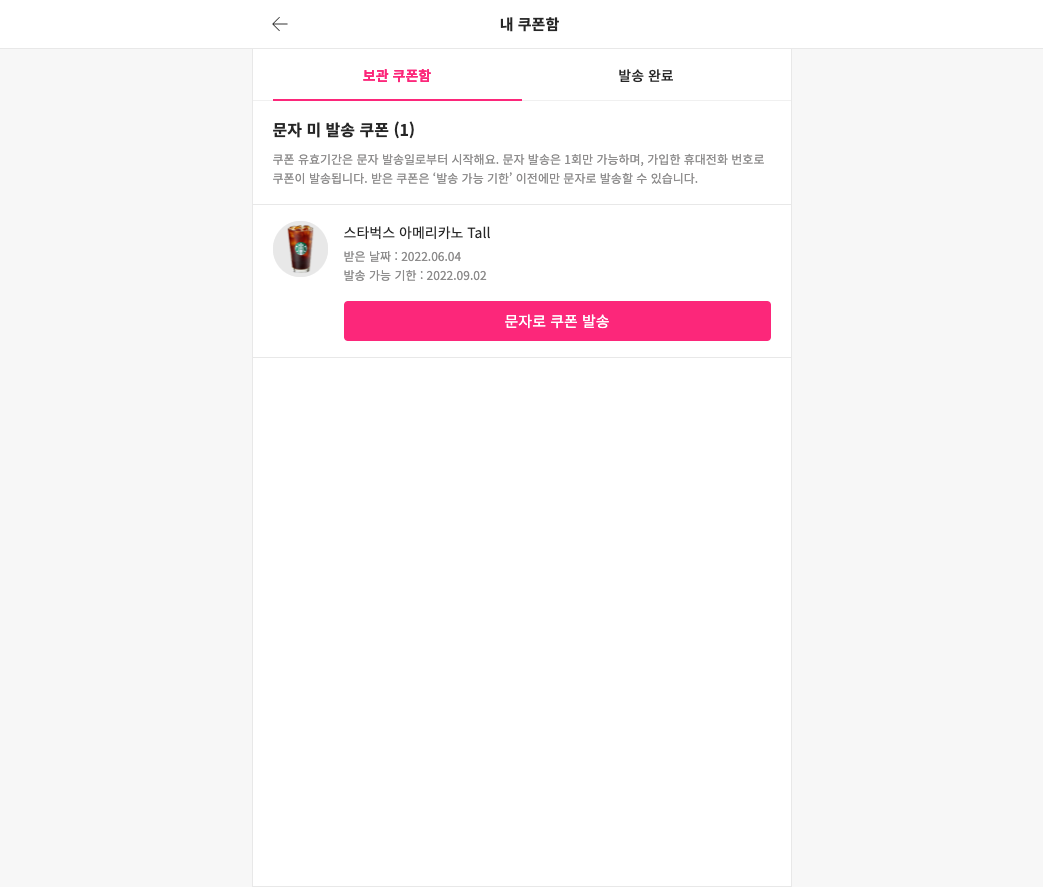 내 쿠폰함
보관 쿠폰함
발송 완료
문자 미 발송 쿠폰 (1)
쿠폰 유효기간은 문자 발송일로부터 시작해요. 문자 발송은 1회만 가능하며, 가입한 휴대전화 번호로
쿠폰이 발송됩니다. 받은 쿠폰은 ‘발송 가능 기한’ 이전에만 문자로 발송할 수 있습니다.
스타벅스 아메리카노 Tall
받은 날짜 : 2022.06.04
발송 가능 기한 : 2022.09.02
문자로 쿠폰 발송